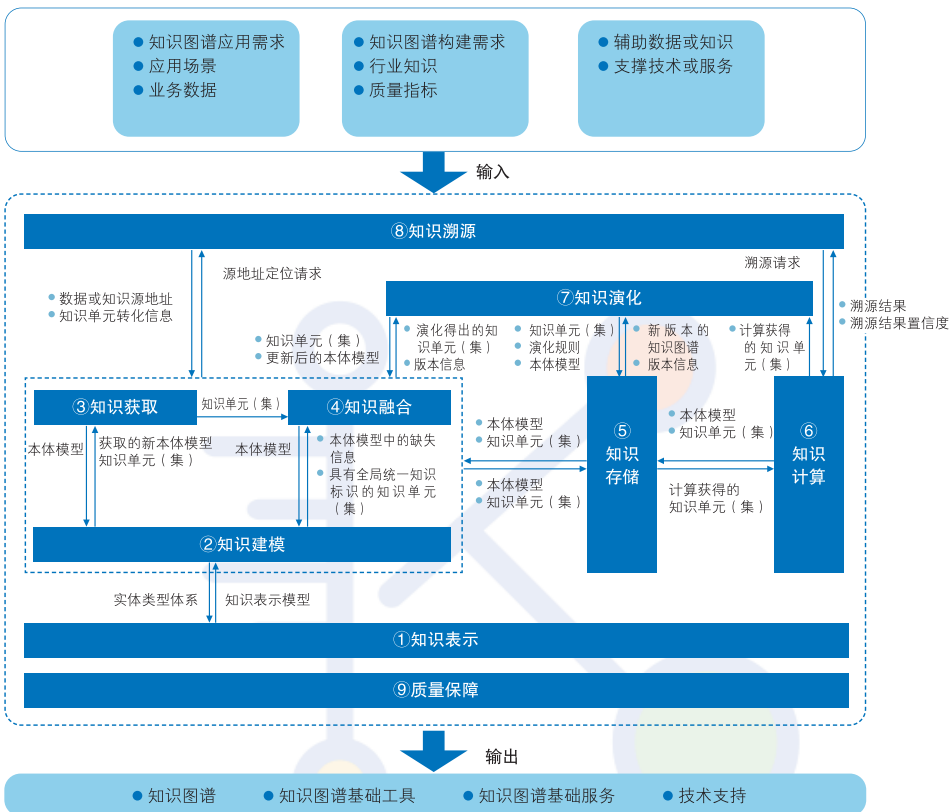 ● 知识图谱应用需求
● 应用场景
● 业务数据
● 知识图谱构建需求
● 行业知识
● 质量指标
● 辅助数据或知识
● 支撑技术或服务
输入
⑧知识溯源
● 数据或知识源地址
● 知识单元转化信息
源地址定位请求
溯源请求
● 溯源结果
● 溯源结果置信度
⑦知识演化
● 知识单元（集）
● 更新后的本体模型
● 演化得出的知
识单元（集）
● 版本信息
● 知识单元（集）
● 演化规则
● 本体模型
● 新版本的
知识图谱
● 版本信息
● 计算获得
的知识单
元（集）
③知识获取
知识单元（集）
④知识融合
本体模型
获取的新本体模型
知识单元（集）
本体模型
● 本体模型中的缺失
信息
● 具有全局统一知识
标识的知识单元
（集）
②知识建模
● 本体模型
● 知识单元（集）
● 本体模型
● 知识单元（集）
⑤
知识
存储
● 本体模型
● 知识单元（集）
计算获得的
知识单元（集）
⑥
知识
计算
实体类型体系
知识表示模型
①知识表示
⑨质量保障
输出
● 知识图谱
● 知识图谱基础工具
● 知识图谱基础服务
● 技术支持